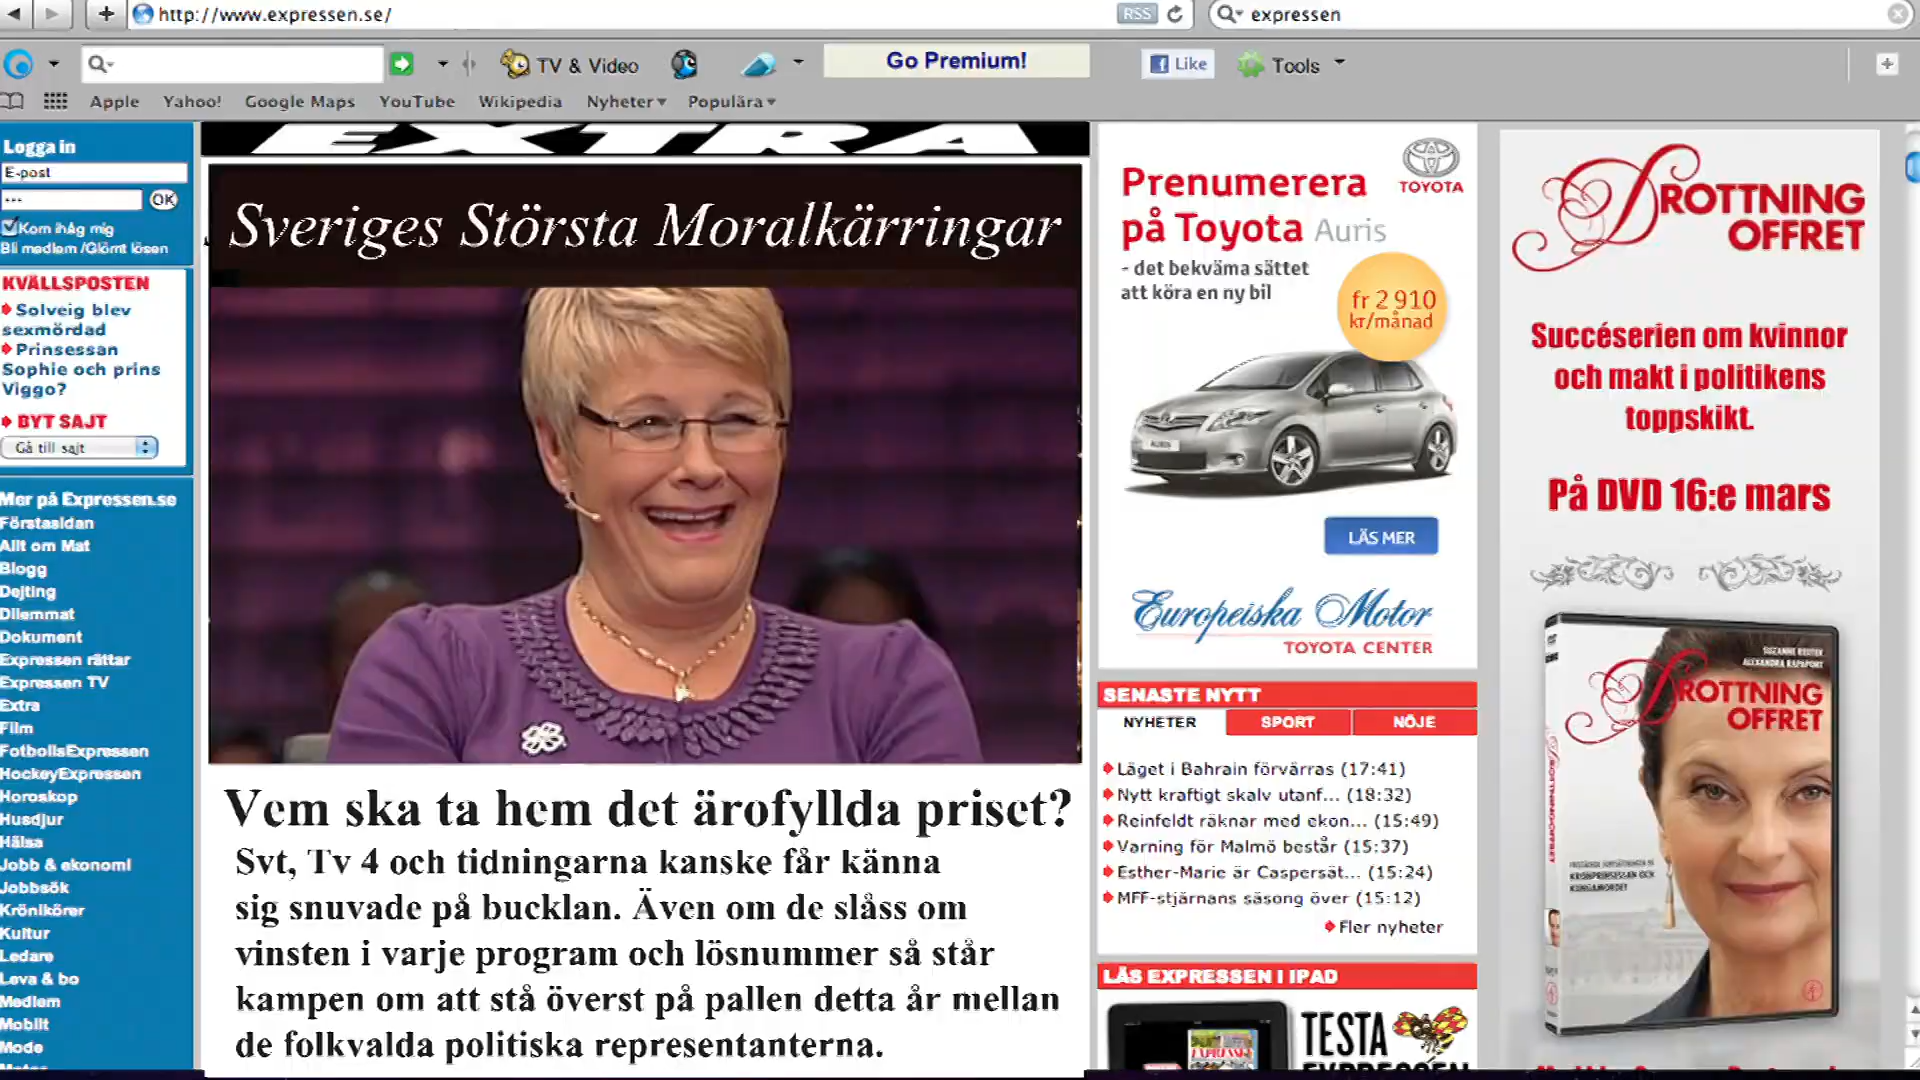 http://www.expressen.se/
RSS
expressen
TV & Video
Go Premium!
Like
Tools
Apple
Yahoo!
Google Maps
YouTube
Wikipedia
Nyheter
Populära
Logga in
E-post
OK
Kom ihåg mig
Bli medlem /Glömt lösen
KVÄLLSPOSTEN
Solveig blev
sexmördad
Prinsessan
Sophie och prins
Viggo?
BYT SAJT
Gå till sajt
Mer på Expressen.se
Förstasidan
Allt om Mat
Blogg
Dejting
Dilemmat
Dokument
Expressen rättar
Expressen TV
Extra
Film
FotbollsExpressen
HockeyExpressen
Horoskop
Husdjur
Hälsa
Jobb & ekonomi
Jobbsök
Krönikörer
Kultur
Ledare
Leva & bo
Medlem
Mobilt
Mode
EXTRA
Sveriges Största Moralkärringar
Vem ska ta hem det ärofyllda priset?
Svt, Tv 4 och tidningarna kanske får känna
sig snuvade på bucklan. Även om de slåss om
vinsten i varje program och lösnummer så står
kampen om att stå överst på pallen detta år mellan
de folkvalda politiska representanterna.
TOYOTA
Prenumerera
på Toyota Auris
- det bekväma sättet
att köra en ny bil
fr 2 910
kr/månad
AURIS
LÄS MER
Europeiska Motor
TOYOTA CENTER
SENASTE NYTT
NYHETER
SPORT
NÖJE
Läget i Bahrain förvärras (17:41)
Nytt kraftigt skalv utanf... (18:32)
Reinfeldt räknar med ekon... (15:49)
Varning för Malmö består (15:37)
Esther-Marie är Caspersät... (15:24)
MFF-stjärnans säsong över (15:12)
Fler nyheter
LÄS EXPRESSEN I IPAD
TESTA
EXPRESSEN
DROTTNING
OFFRET
Succéserien om kvinnor
och makt i politikens
toppskikt.
På DVD 16:e mars
SUZANNE REUTER
ALEXANDRA RAPAPORT
DROTTNING
OFFRET